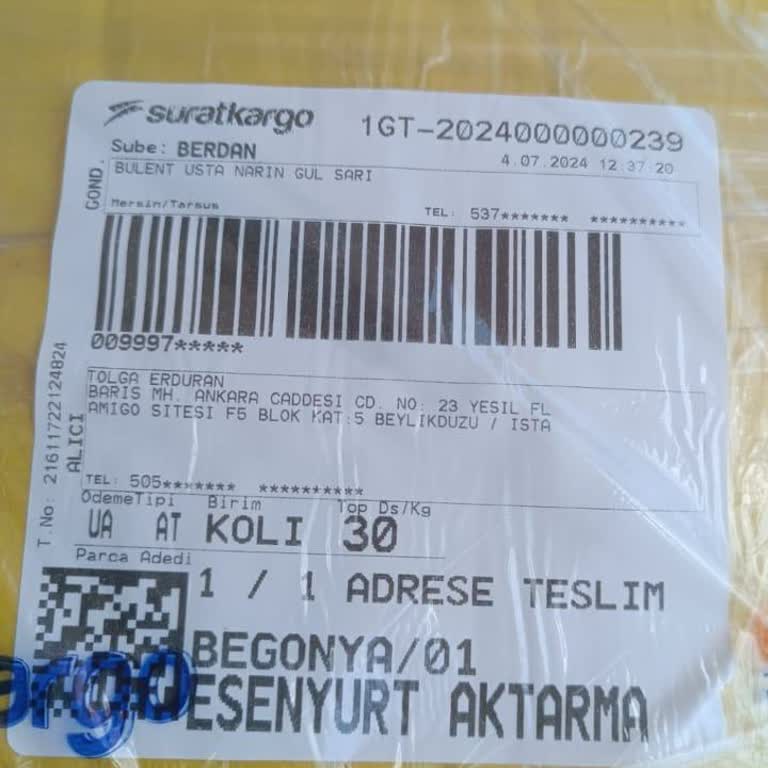 suratkargo
1GT-2024000000239
Sube: BERDAN
4.07.2024 12:37:20
GOND.
BULENT USTA NARIN GUL SARI
Mersin/Tarsus
TEL: 537******* **********
009997*****
T.No: 21611722124824
ALICI
TOLGA ERDURAN
BARIS MH. ANKARA CADDESI CD. NO: 23 YESIL FL
AMIGO SITESI F5 BLOK KAT:5 BEYLIKDUZU / ISTA
TEL: 505******* **********
OdemeTipi Birim Top Ds/Kg
UA AT KOLI 30
Parca Adedi
1 / 1 ADRESE TESLIM
BEGONYA/01
ESENYURT AKTARMA
argo